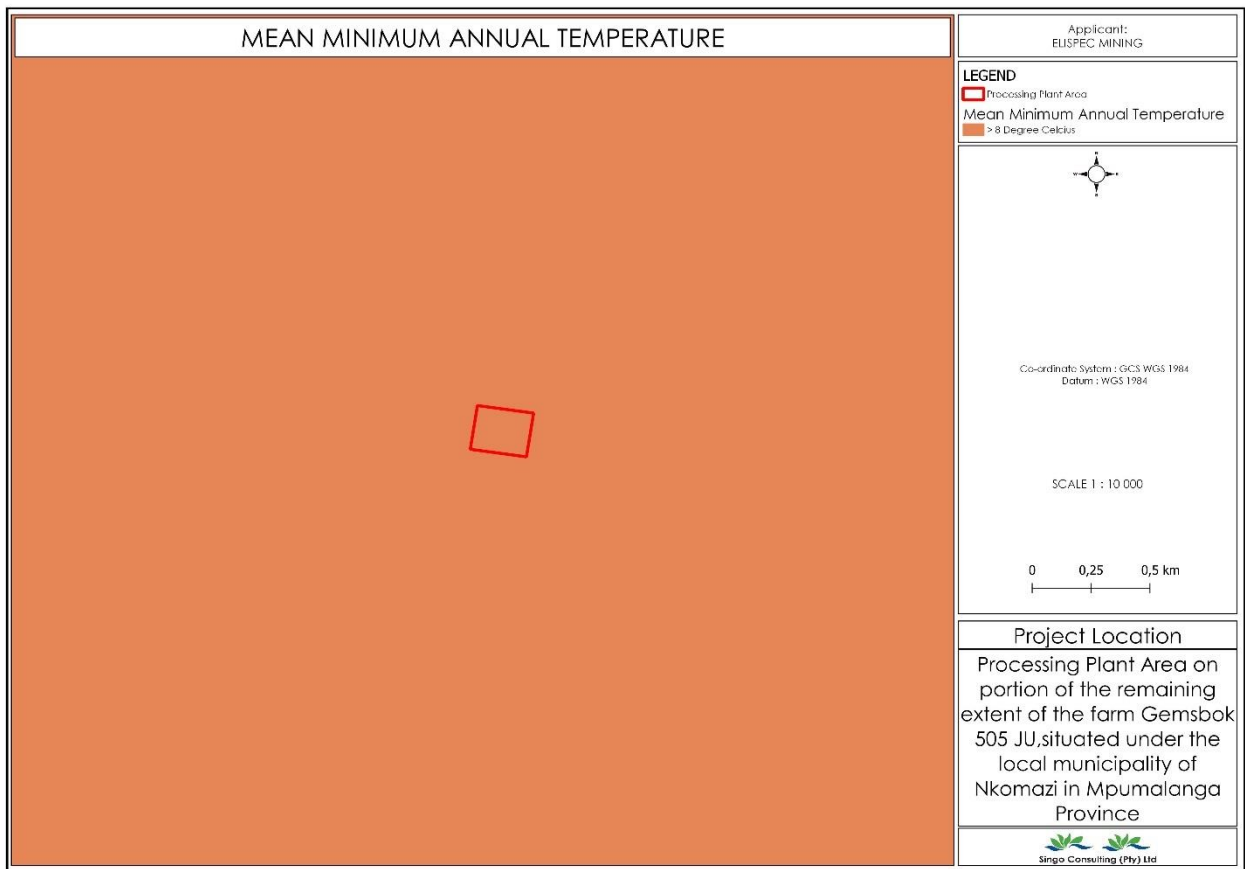 MEAN MINIMUM ANNUAL TEMPERATURE
Applicant:
ELISPEC MINING
LEGEND
Processing Plant Area
Mean Minimum Annual Temperature
> 8 Degree Celcius
N
W
E
S
Co-ordinate System : GCS WGS 1984
Datum : WGS 1984
SCALE 1 : 10 000
0 0,25 0,5 km
Project Location
Processing Plant Area on
portion of the remaining
extent of the farm Gemsbok
505 JU,situated under the
local municipality of
Nkomazi in Mpumalanga
Province
Singo Consulting (Pty) Ltd